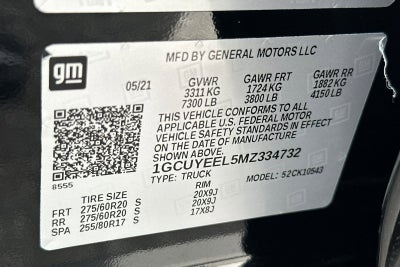 gm
MFD BY GENERAL MOTORS LLC
05/21 GVWR GAWR FRT GAWR RR
3311 KG 1724 KG 1882 KG
7300 LB 3800 LB 4150 LB
THIS VEHICLE CONFORMS TO ALL
APPLICABLE U.S. FEDERAL MOTOR
VEHICLE SAFETY STANDARDS IN EFFECT
ON THE DATE OF MANUFACTURE
SHOWN ABOVE.
1GCUYEEL5MZ334732
8555 TYPE: TRUCK MODEL: 52CK10543
TIRE SIZE RIM
FRT 275/60R20 S 20X9J
RR 275/60R20 S 20X9J
SPA 255/80R17 S 17X8J